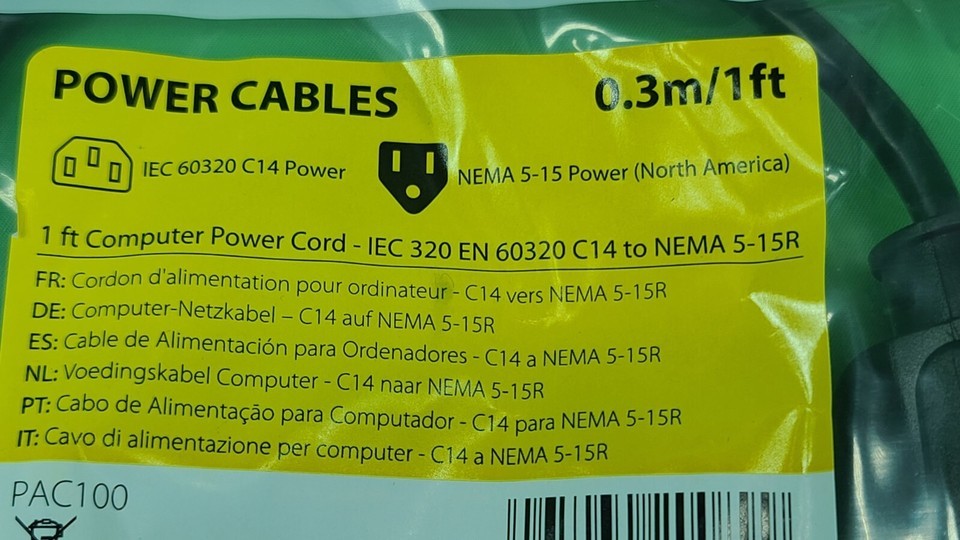 POWER CABLES 0.3m/1ft
IEC 60320 C14 Power NEMA 5-15 Power (North America)
1 ft Computer Power Cord - IEC 320 EN 60320 C14 to NEMA 5-15R
FR: Cordon d'alimentation pour ordinateur - C14 vers NEMA 5-15R
DE: Computer-Netzkabel – C14 auf NEMA 5-15R
ES: Cable de Alimentación para Ordenadores - C14 a NEMA 5-15R
NL: Voedingskabel Computer - C14 naar NEMA 5-15R
PT: Cabo de Alimentação para Computador - C14 para NEMA 5-15R
IT: Cavo di alimentazione per computer - C14 a NEMA 5-15R
PAC100